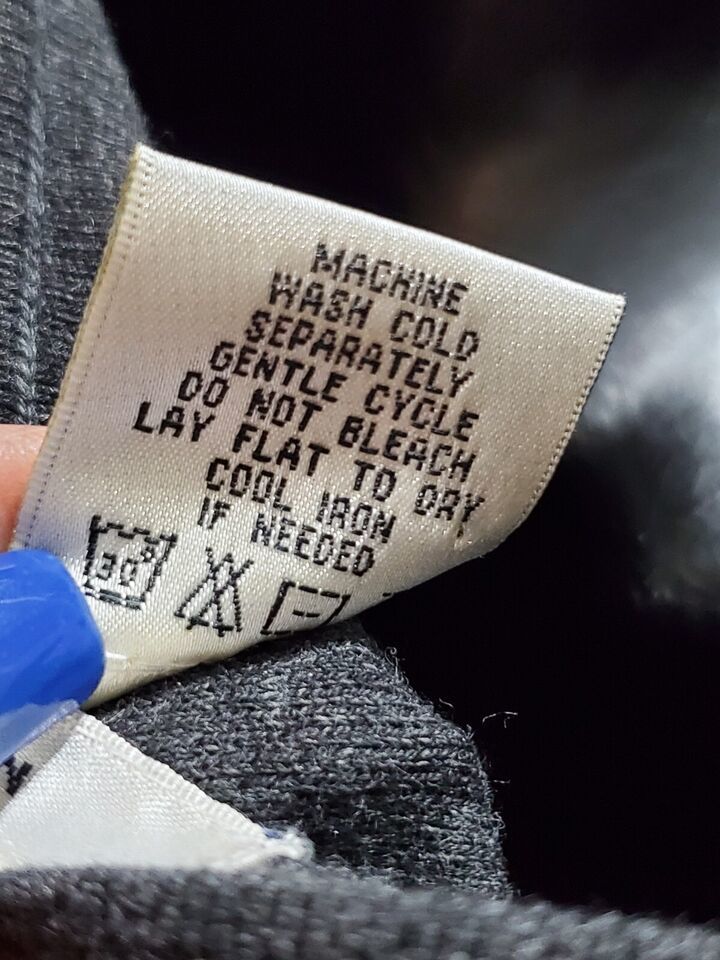 MACHINE
WASH COLD
SEPARATELY
GENTLE CYCLE
DO NOT BLEACH
LAY FLAT TO DRY
COOL IRON
IF NEEDED
30°